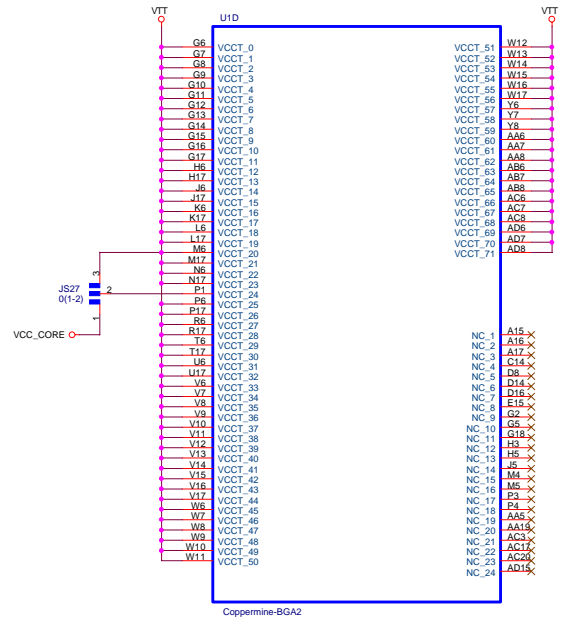 VTT VTT
U1D
G6 VCCT_0 VCCT_51 W12
G7 VCCT_1 VCCT_52 W13
G8 VCCT_2 VCCT_53 W14
G9 VCCT_3 VCCT_54 W15
G10 VCCT_4 VCCT_55 W16
G11 VCCT_5 VCCT_56 W17
G12 VCCT_6 VCCT_57 Y6
G13 VCCT_7 VCCT_58 Y7
G14 VCCT_8 VCCT_59 Y8
G15 VCCT_9 VCCT_60 AA6
G16 VCCT_10 VCCT_61 AA7
G17 VCCT_11 VCCT_62 AA8
H6 VCCT_12 VCCT_63 AB6
H17 VCCT_13 VCCT_64 AB7
J6 VCCT_14 VCCT_65 AB8
J17 VCCT_15 VCCT_66 AC6
K6 VCCT_16 VCCT_67 AC7
K17 VCCT_17 VCCT_68 AC8
L6 VCCT_18 VCCT_69 AD6
L17 VCCT_19 VCCT_70 AD7
M6 VCCT_20 VCCT_71 AD8
M17 VCCT_21
N6 VCCT_22
N17 VCCT_23
P1 VCCT_24
P6 VCCT_25
P17 VCCT_26
R6 VCCT_27
R17 VCCT_28 NC_1 A15
T6 VCCT_29 NC_2 A16
T17 VCCT_30 NC_3 A17
U6 VCCT_31 NC_4 C14
U17 VCCT_32 NC_5 D8
V6 VCCT_33 NC_6 D14
V7 VCCT_34 NC_7 D16
V8 VCCT_35 NC_8 E15
V9 VCCT_36 NC_9 G2
V10 VCCT_37 NC_10 G5
V11 VCCT_38 NC_11 G18
V12 VCCT_39 NC_12 H3
V13 VCCT_40 NC_13 H5
V14 VCCT_41 NC_14 J5
V15 VCCT_42 NC_15 M4
V16 VCCT_43 NC_16 M5
V17 VCCT_44 NC_17 P3
W6 VCCT_45 NC_18 P4
W7 VCCT_46 NC_19 AA5
W8 VCCT_47 NC_20 AA19
W9 VCCT_48 NC_21 AC3
W10 VCCT_49 NC_22 AC17
W11 VCCT_50 NC_23 AC20
NC_24 AD15
3
JS27 2
0(1-2)
1
VCC_CORE
Coppermine-BGA2